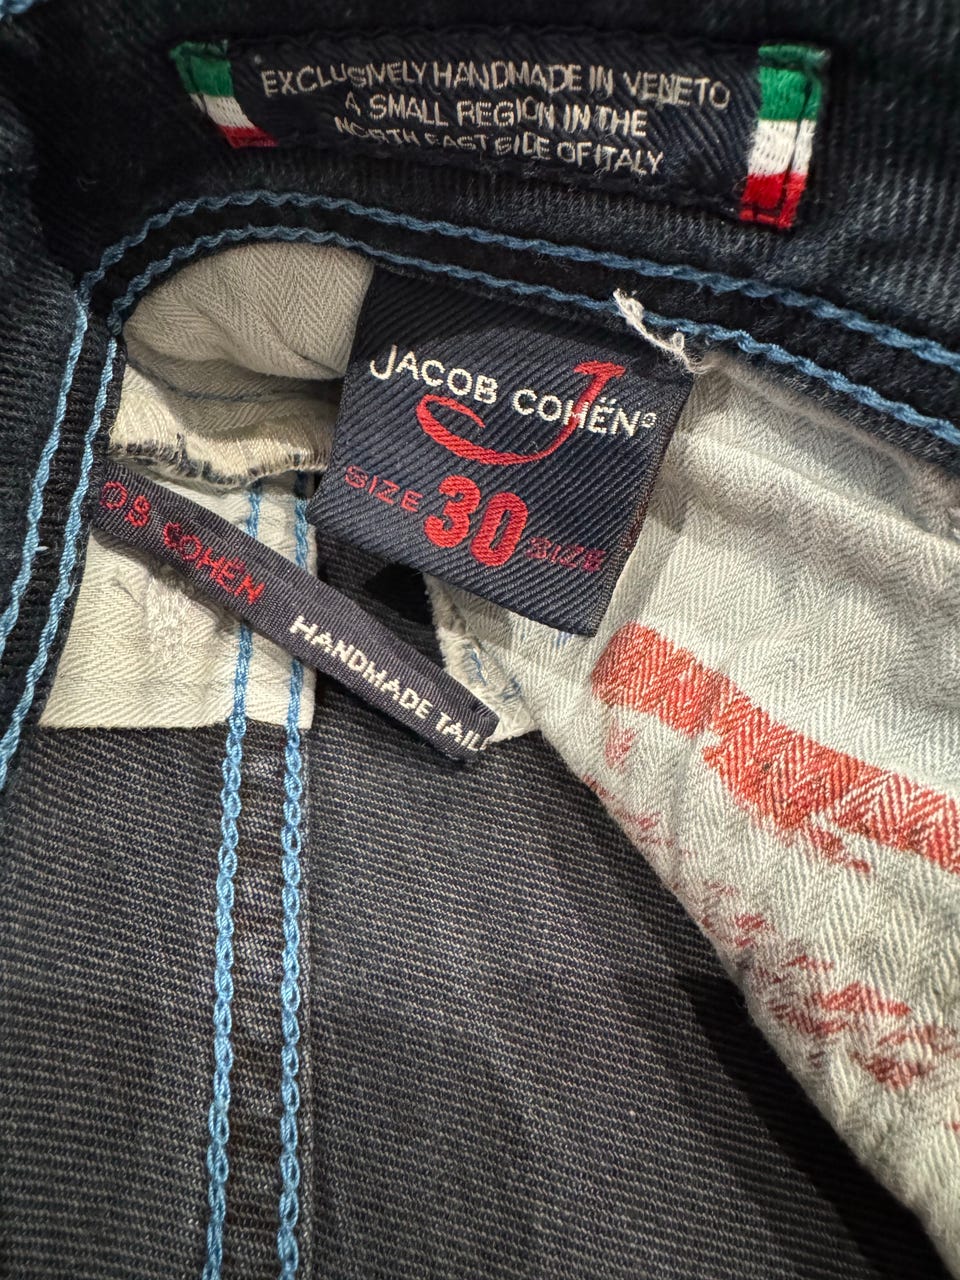 EXCLUSIVELY HANDMADE IN VENETO
A SMALL REGION IN THE
NORTH EAST SIDE OF ITALY
JACOB COHËN®
J
SIZE 30 SIZE
COHEN HANDMADE